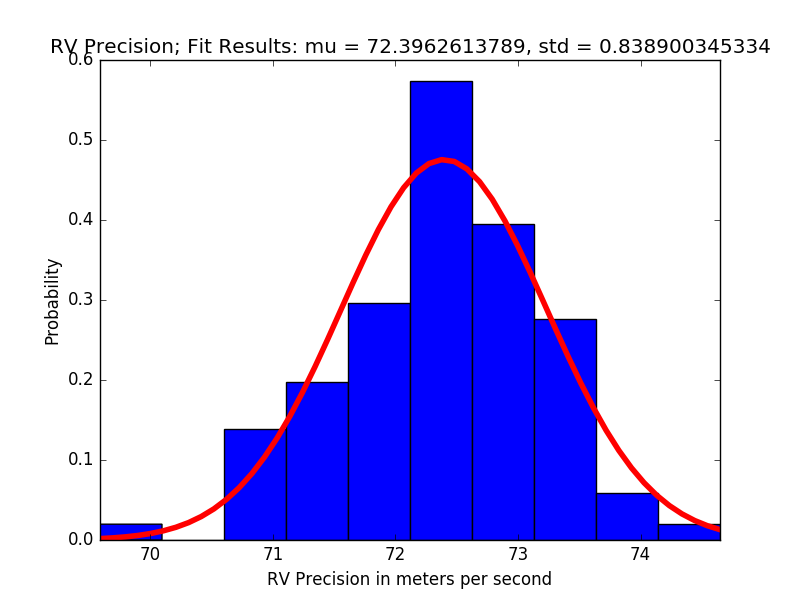 RV Precision; Fit Results: mu = 72.3962613789, std = 0.838900345334
0.6
0.5
0.4
0.3
0.2
0.1
0.0
Probability
70 71 72 73 74
RV Precision in meters per second